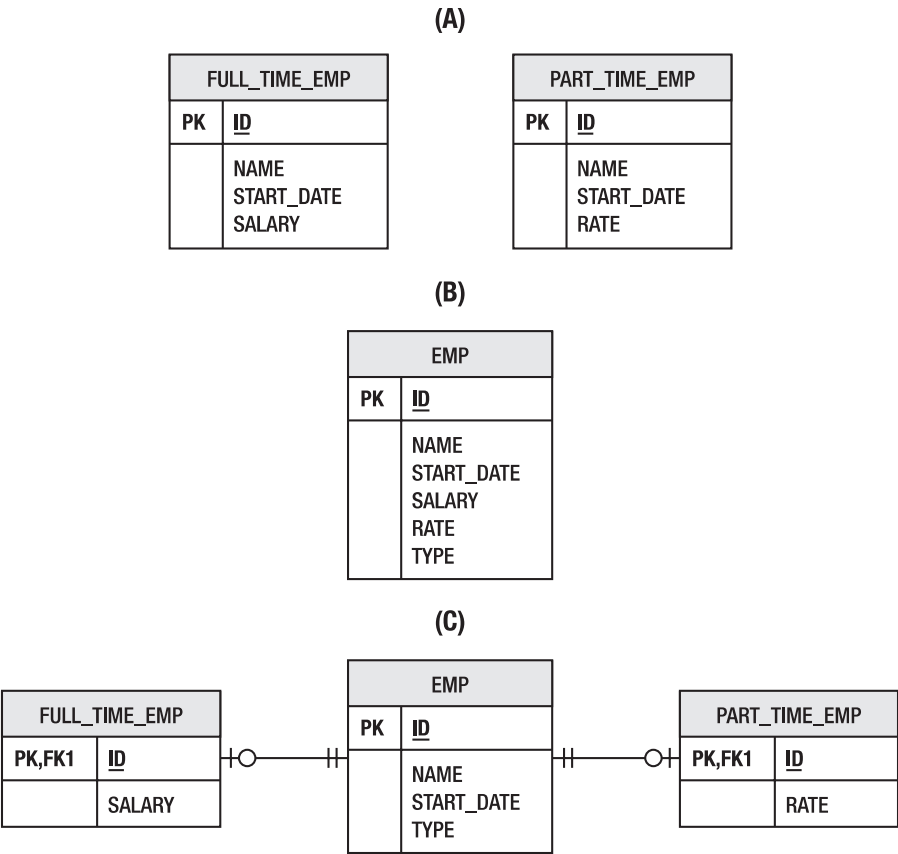 (A)
FULL_TIME_EMP
PK ID
NAME
START_DATE
SALARY
PART_TIME_EMP
PK ID
NAME
START_DATE
RATE
(B)
EMP
PK ID
NAME
START_DATE
SALARY
RATE
TYPE
(C)
FULL_TIME_EMP
PK,FK1 ID
SALARY
EMP
PK ID
NAME
START_DATE
TYPE
PART_TIME_EMP
PK,FK1 ID
RATE